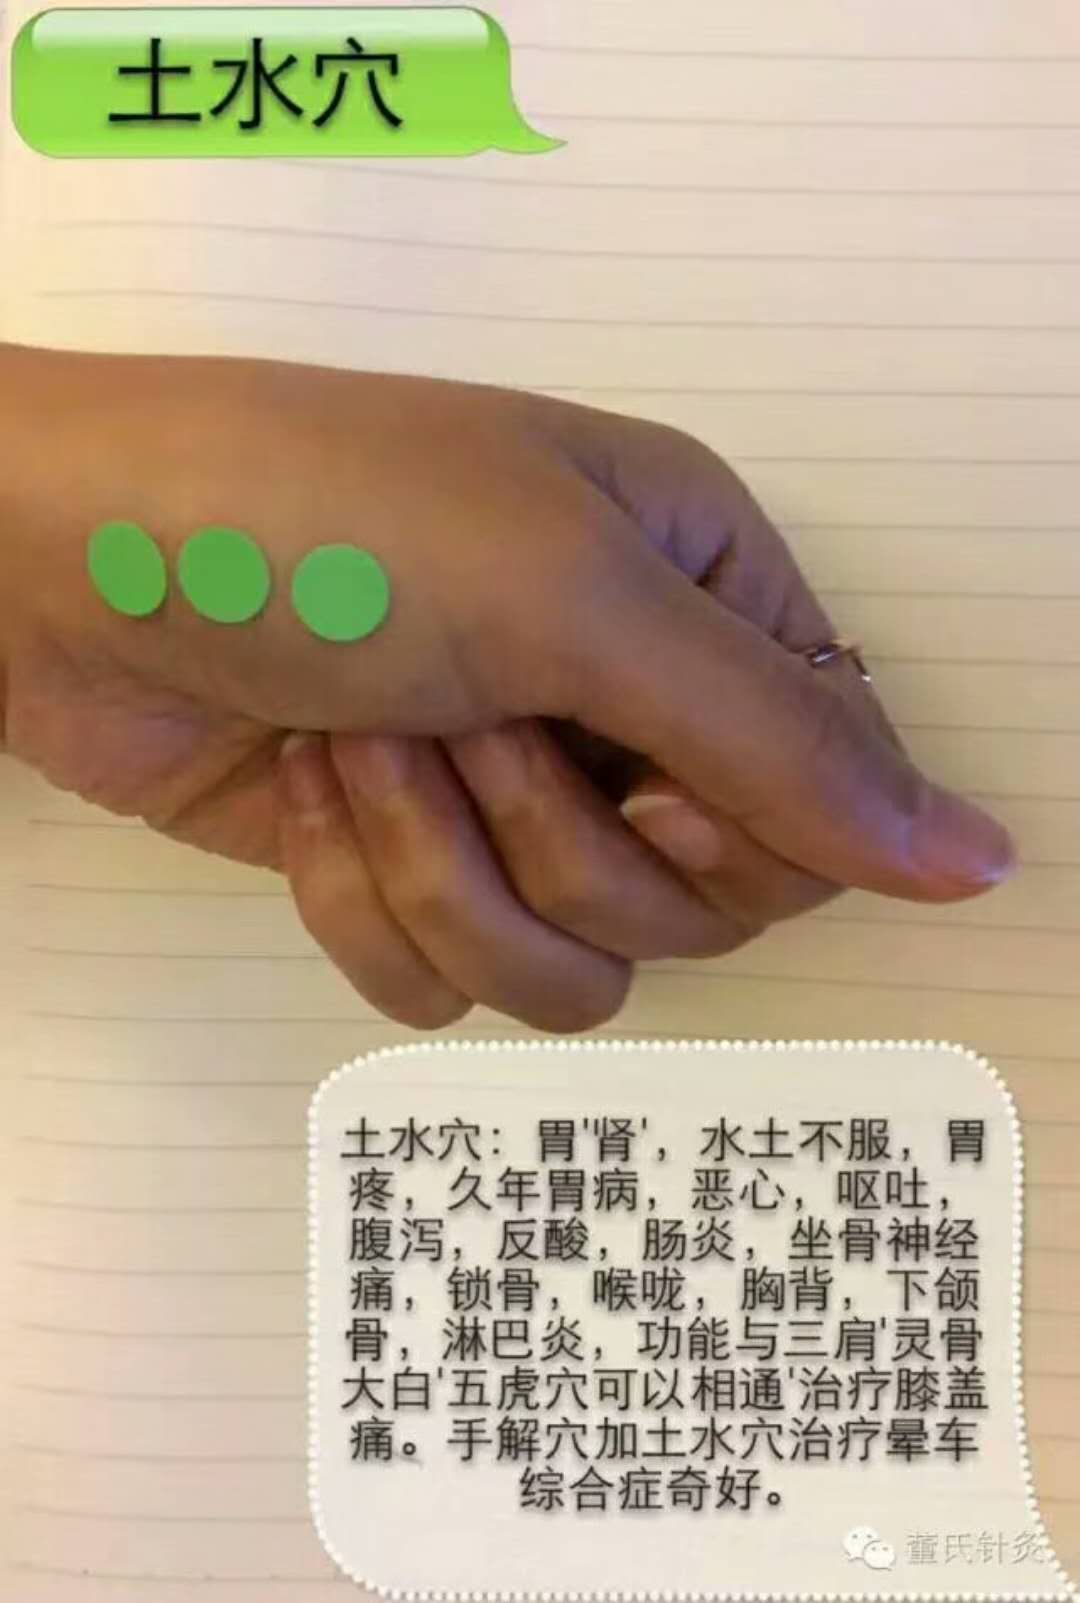 土水穴
土水穴：胃'肾'，水土不服，胃
疼，久年胃病，恶心，呕吐，
腹泻，反酸，肠炎，坐骨神经
痛，锁骨，喉咙，胸背，下颌
骨，淋巴炎，功能与三肩'灵骨
大白'五虎穴可以相通'治疗膝盖
痛。手解穴加土水穴治疗晕车
综合症奇好。
董氏针灸